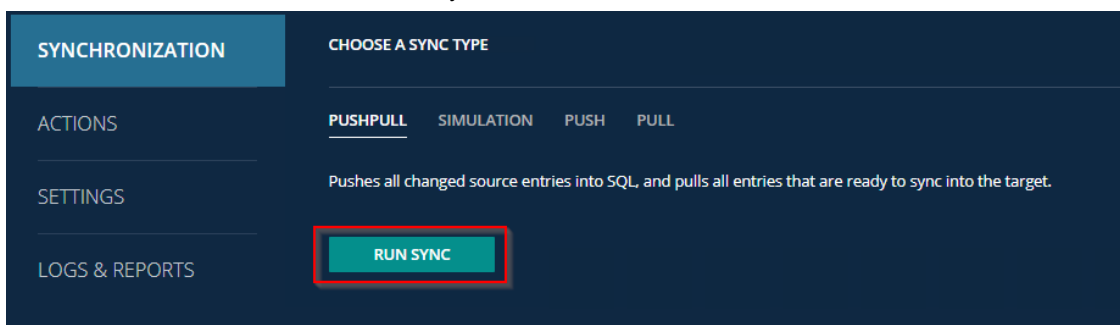 SYNCHRONIZATION
ACTIONS
SETTINGS
LOGS & REPORTS
CHOOSE A SYNC TYPE
PUSHPULL SIMULATION PUSH PULL
Pushes all changed source entries into SQL, and pulls all entries that are ready to sync into the target.
RUN SYNC